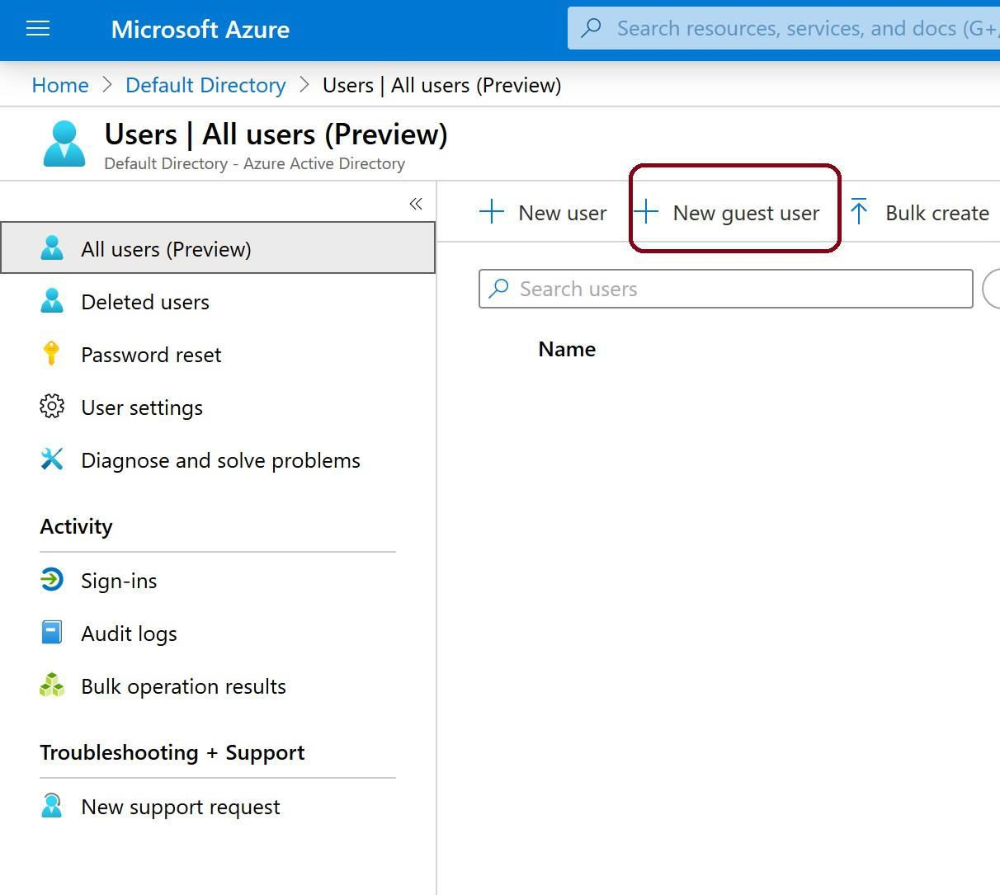 Microsoft Azure
Search resources, services, and docs (G+/
Home > Default Directory > Users | All users (Preview)
Users | All users (Preview)
Default Directory - Azure Active Directory
«
+ New user
+ New guest user
Bulk create
All users (Preview)
Deleted users
Password reset
User settings
Diagnose and solve problems
Activity
Sign-ins
Audit logs
Bulk operation results
Troubleshooting + Support
New support request
Search users
Name